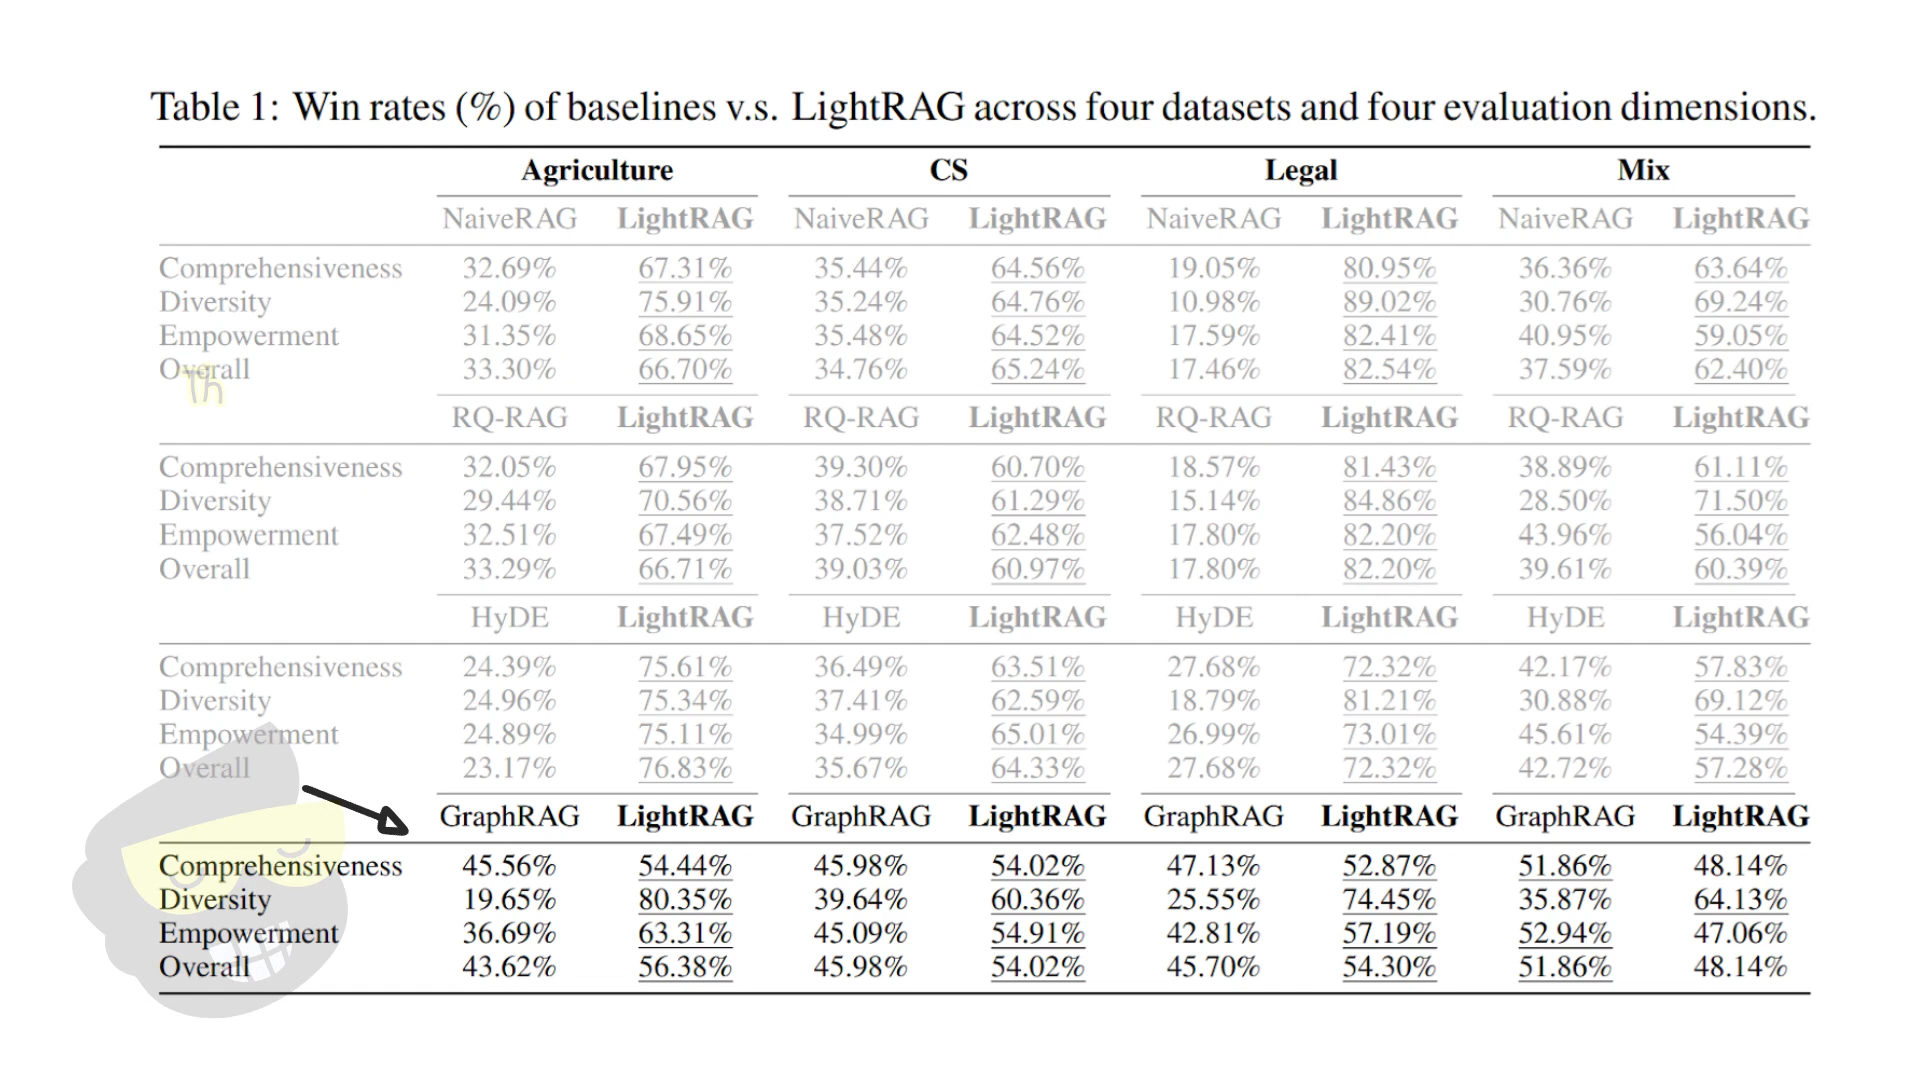 Table 1: Win rates (%) of baselines v.s. LightRAG across four datasets and four evaluation dimensions.
Agriculture CS Legal Mix
NaiveRAG LightRAG NaiveRAG LightRAG NaiveRAG LightRAG NaiveRAG LightRAG
Comprehensiveness 32.69% 67.31% 35.44% 64.56% 19.05% 80.95% 36.36% 63.64%
Diversity 24.09% 75.91% 35.24% 64.76% 10.98% 89.02% 30.76% 69.24%
Empowerment 31.35% 68.65% 35.48% 64.52% 17.59% 82.41% 40.95% 59.05%
Overall 33.30% 66.70% 34.76% 65.24% 17.46% 82.54% 37.59% 62.40%
Th
RQ-RAG LightRAG RQ-RAG LightRAG RQ-RAG LightRAG RQ-RAG LightRAG
Comprehensiveness 32.05% 67.95% 39.30% 60.70% 18.57% 81.43% 38.89% 61.11%
Diversity 29.44% 70.56% 38.71% 61.29% 15.14% 84.86% 28.50% 71.50%
Empowerment 32.51% 67.49% 37.52% 62.48% 17.80% 82.20% 43.96% 56.04%
Overall 33.29% 66.71% 39.03% 60.97% 17.80% 82.20% 39.61% 60.39%
HyDE LightRAG HyDE LightRAG HyDE LightRAG HyDE LightRAG
Comprehensiveness 24.39% 75.61% 36.49% 63.51% 27.68% 72.32% 42.17% 57.83%
Diversity 24.96% 75.34% 37.41% 62.59% 18.79% 81.21% 30.88% 69.12%
Empowerment 24.89% 75.11% 34.99% 65.01% 26.99% 73.01% 45.61% 54.39%
Overall 23.17% 76.83% 35.67% 64.33% 27.68% 72.32% 42.72% 57.28%
GraphRAG LightRAG GraphRAG LightRAG GraphRAG LightRAG GraphRAG LightRAG
Comprehensiveness 45.56% 54.44% 45.98% 54.02% 47.13% 52.87% 51.86% 48.14%
Diversity 19.65% 80.35% 39.64% 60.36% 25.55% 74.45% 35.87% 64.13%
Empowerment 36.69% 63.31% 45.09% 54.91% 42.81% 57.19% 52.94% 47.06%
Overall 43.62% 56.38% 45.98% 54.02% 45.70% 54.30% 51.86% 48.14%